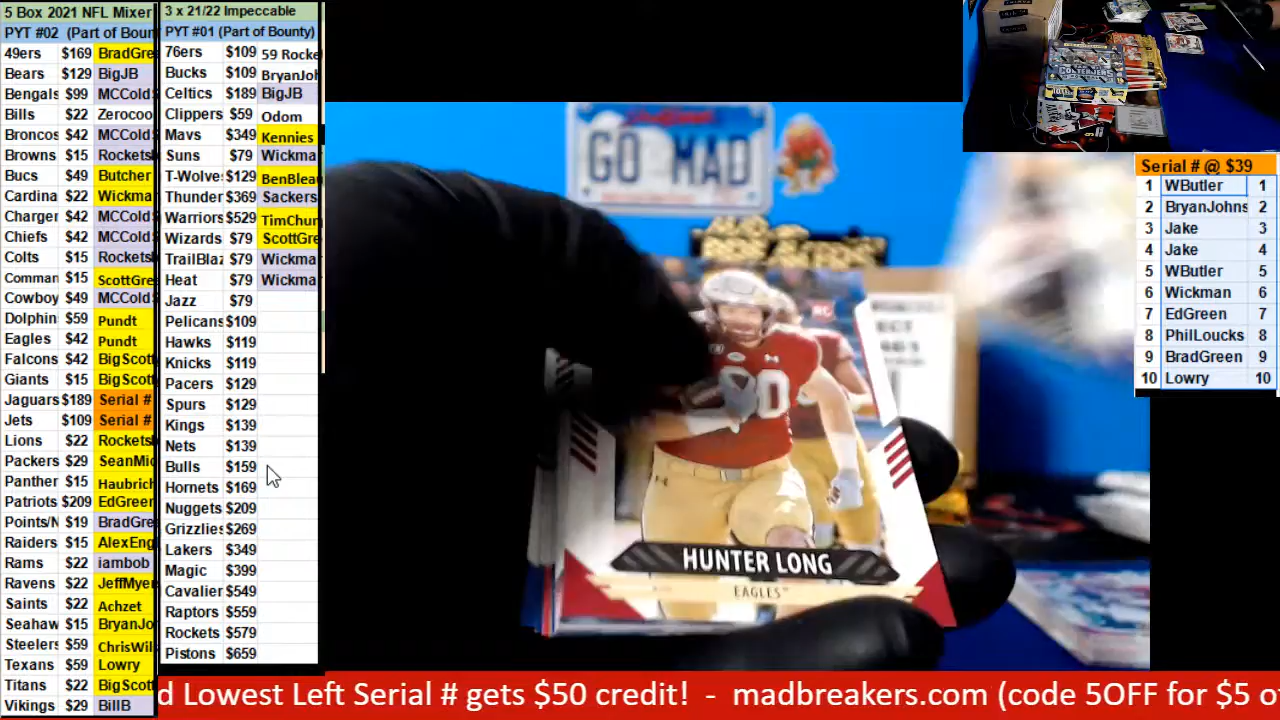 5 Box 2021 NFL Mixer
PYT #02 (Part of Boun
49ers $169 BradGre
Bears $129 BigJB
Bengals $99 MCCold
Bills $22 Zerocoo
Broncos $42 MCCold
Browns $15 Rockets
Bucs $49 Butcher
Cardina $22 Wickma
Charger $42 MCCold
Chiefs $42 MCCold
Colts $15 Rockets
Comman $15 ScottGre
Cowboy $49 MCCold
Dolphin $59 Pundt
Eagles $42 Pundt
Falcons $42 BigScott
Giants $15 BigScott
Jaguars $189 Serial #
Jets $109 Serial #
Lions $22 Rockets
Packers $29 SeanMic
Panther $15 Haubrich
Patriots $209 EdGreen
Points/N $19 BradGre
Raiders $15 AlexEng
Rams $22 iambob
Ravens $22 JeffMyer
Saints $22 Achzet
Seahaw $15 BryanJo
Steelers $59 ChrisWil
Texans $59 Lowry
Titans $22 BigScott
Vikings $29 BillB
3 x 21/22 Impeccable
PYT #01 (Part of Bounty)
76ers $109 59 Rocke
Bucks $109 BryanJoh
Celtics $189 BigJB
Clippers $59 Odom
Mavs $349 Kennies
Suns $79 Wickma
T-Wolve $129 BenBleau
Thunder $369 Sackers
Warriors $529 TimChun
Wizards $79 ScottGre
TrailBlaz $79 Wickma
Heat $79 Wickma
Jazz $79
Pelicans $109
Hawks $119
Knicks $119
Pacers $129
Spurs $129
Kings $139
Nets $139
Bulls $159
Hornets $169
Nuggets $209
Grizzlies $269
Lakers $349
Magic $399
Cavalier $549
Raptors $559
Rockets $579
Pistons $659
GO MAD
HUNTER LONG
EAGLES
CONTENDERS
Serial # @ $39
1 WButler 1
2 BryanJohns 2
3 Jake 3
4 Jake 4
5 WButler 5
6 Wickman 6
7 EdGreen 7
8 PhilLoucks 8
9 BradGreen 9
10 Lowry 10
d Lowest Left Serial # gets $50 credit! - madbreakers.com (code 5OFF for $5 o